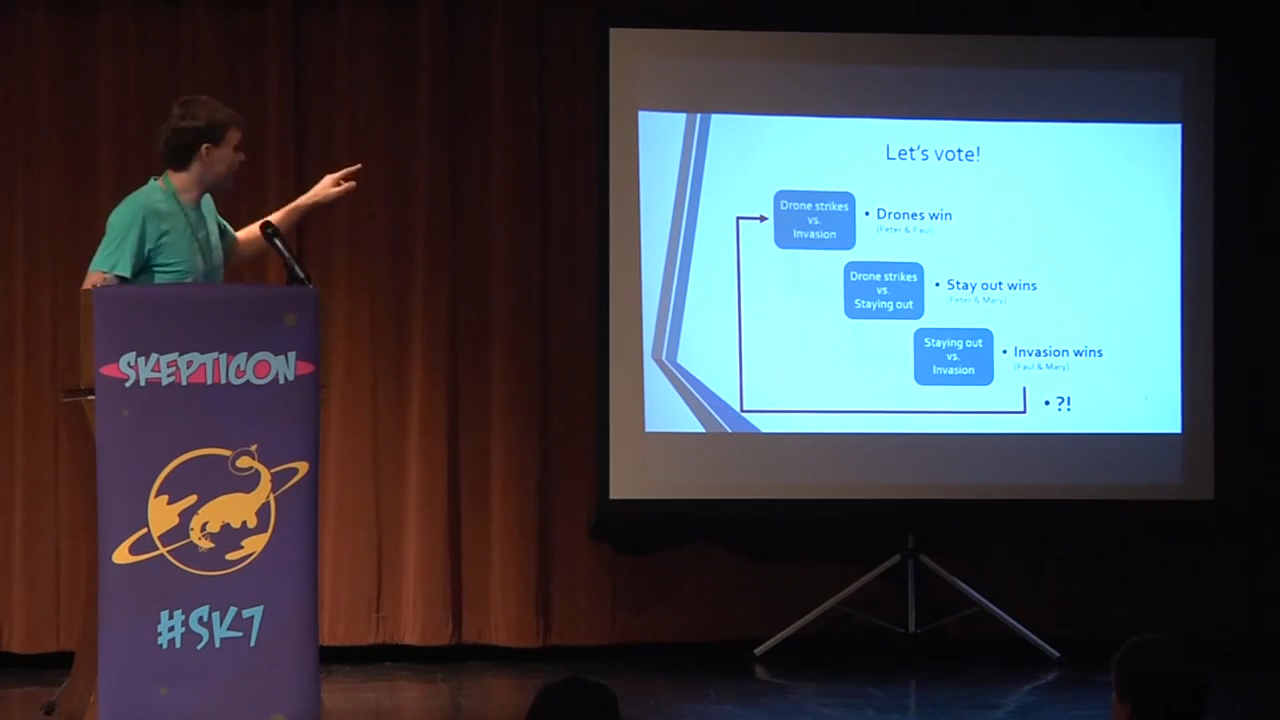 Let's vote!
Drone strikes
vs.
Invasion
• Drones win
(Peter & Paul)
Drone strikes
vs.
Staying out
• Stay out wins
(Peter & Mary)
Staying out
vs.
Invasion
• Invasion wins
(Paul & Mary)
• ?!
SKEPTICON
#SK7